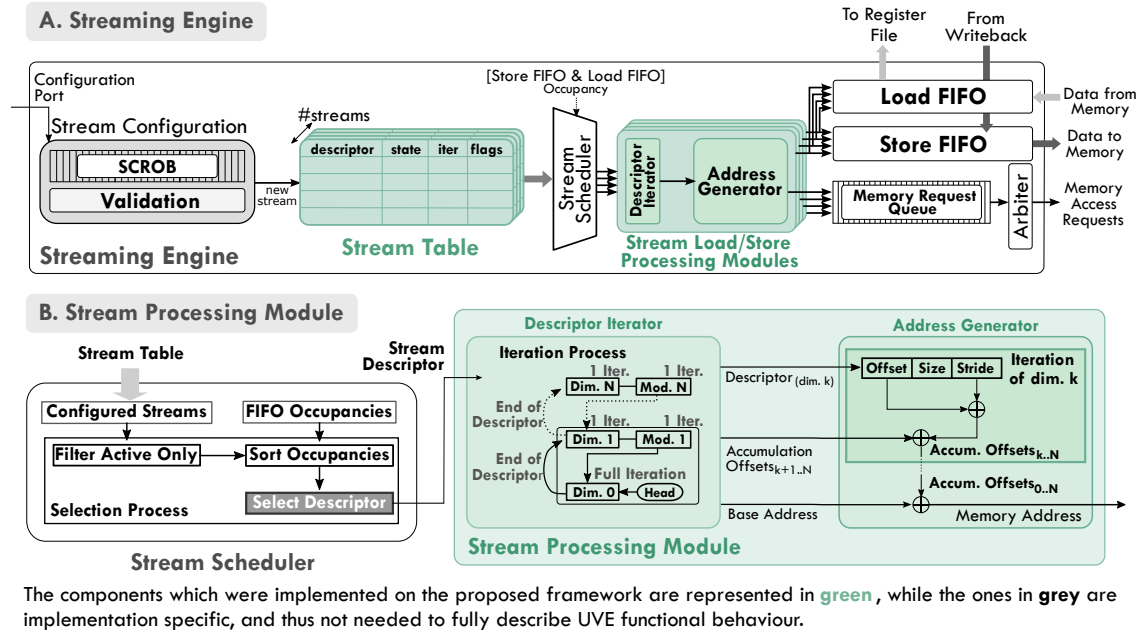 A. Streaming Engine
To Register
File
From
Writeback
Configuration
Port
[Store FIFO & Load FIFO]
Occupancy
#streams
Stream Configuration
SCROB
Validation
new
stream
Streaming Engine
descriptor state iter flags
Stream Table
Stream
Scheduler
Descriptor
Iterator
Address
Generator
Stream Load/Store
Processing Modules
Load FIFO
Store FIFO
Memory Request
Queue
Arbiter
Data from
Memory
Data to
Memory
Memory
Access
Requests
B. Stream Processing Module
Stream Table
Stream
Descriptor
Configured Streams
FIFO Occupancies
Filter Active Only
Sort Occupancies
Select Descriptor
Selection Process
Stream Scheduler
Descriptor Iterator
Iteration Process
1 Iter. 1 Iter.
Dim. N Mod. N
End of
Descriptor
1 Iter. 1 Iter.
Dim. 1 Mod. 1
End of
Descriptor
Full Iteration
Dim. 0 Head
Stream Processing Module
Descriptor (dim. k)
Accumulation
Offsets k+1..N
Base Address
Address Generator
Offset Size Stride
Iteration
of dim. k
Accum. Offsets k..N
Accum. Offsets 0..N
Memory Address
The components which were implemented on the proposed framework are represented in green , while the ones in grey are
implementation specific, and thus not needed to fully describe UVE functional behaviour.